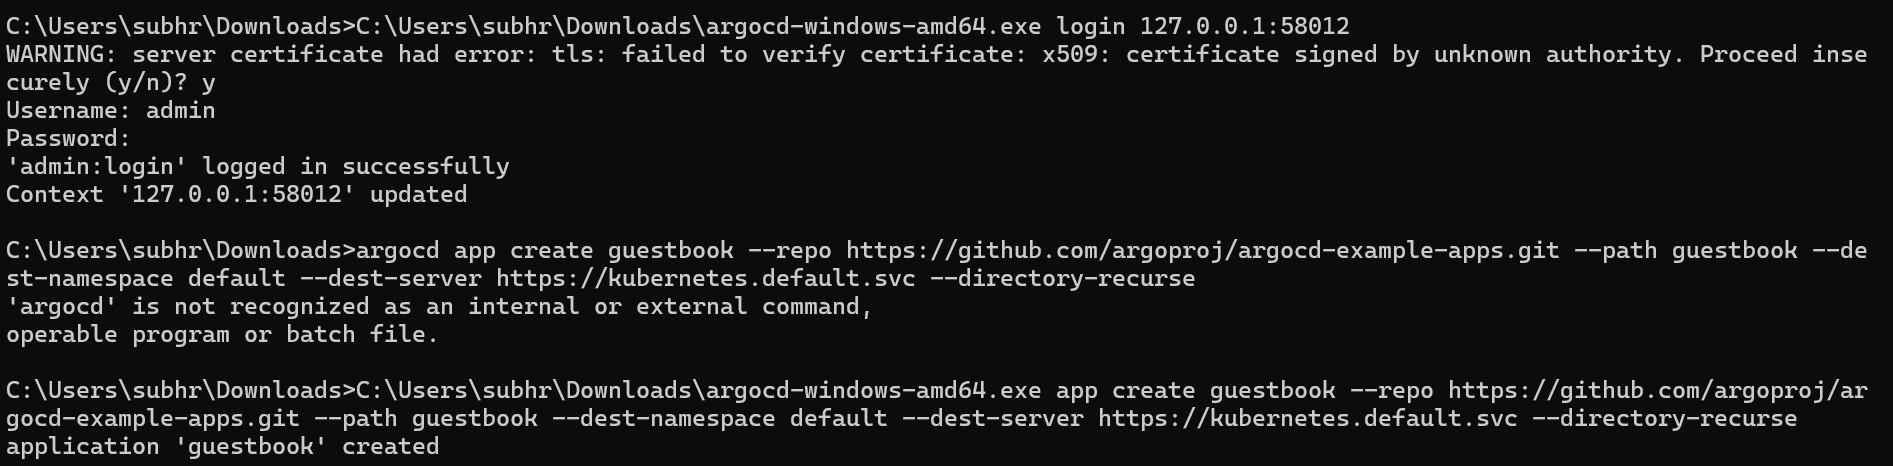 C:\Users\subhr\Downloads>C:\Users\subhr\Downloads\argocd-windows-amd64.exe login 127.0.0.1:58012
WARNING: server certificate had error: tls: failed to verify certificate: x509: certificate signed by unknown authority. Proceed inse
curely (y/n)? y
Username: admin
Password:
'admin:login' logged in successfully
Context '127.0.0.1:58012' updated
C:\Users\subhr\Downloads>argocd app create guestbook --repo https://github.com/argoproj/argocd-example-apps.git --path guestbook --de
st-namespace default --dest-server https://kubernetes.default.svc --directory-recurse
'argocd' is not recognized as an internal or external command,
operable program or batch file.
C:\Users\subhr\Downloads>C:\Users\subhr\Downloads\argocd-windows-amd64.exe app create guestbook --repo https://github.com/argoproj/ar
gocd-example-apps.git --path guestbook --dest-namespace default --dest-server https://kubernetes.default.svc --directory-recurse
application 'guestbook' created